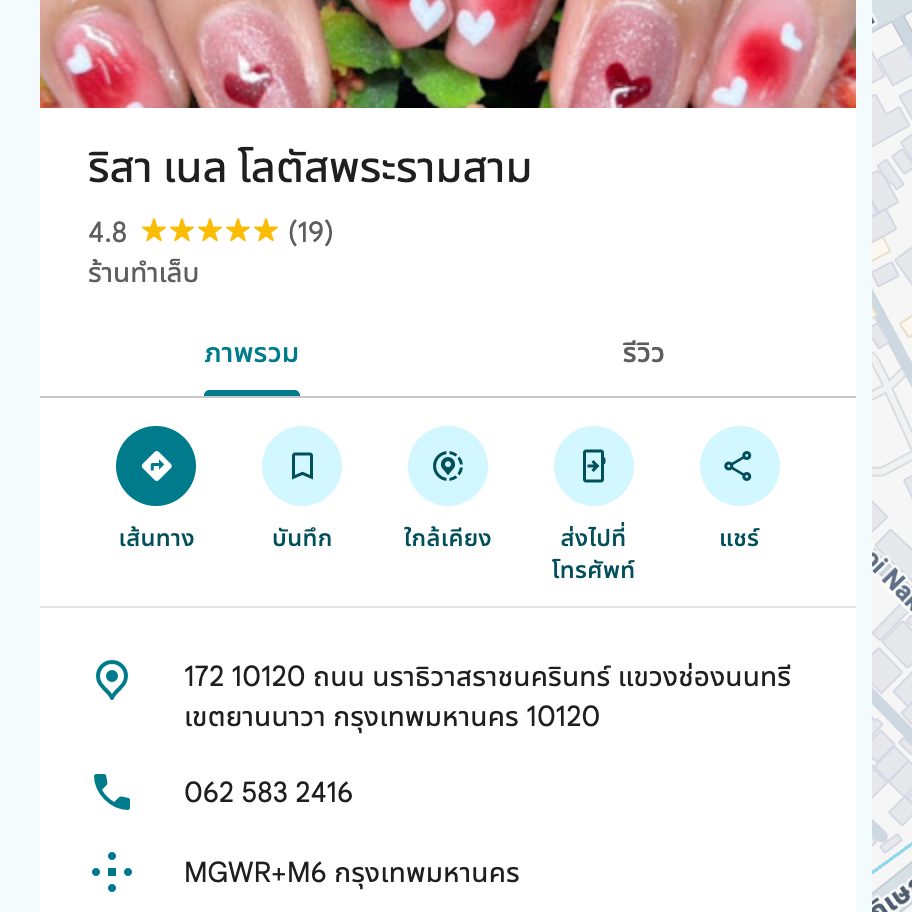 ริสา เนล โลตัสพระรามสาม
4.8 (19)
ร้านทำเล็บ
ภาพรวม
รีวิว
เส้นทาง
บันทึก
ใกล้เคียง
ส่งไปที่
โทรศัพท์
แชร์
172 10120 ถนน นราธิวาสราชนครินทร์ แขวงช่องนนทรี
เขตยานนาวา กรุงเทพมหานคร 10120
062 583 2416
MGWR+M6 กรุงเทพมหานคร